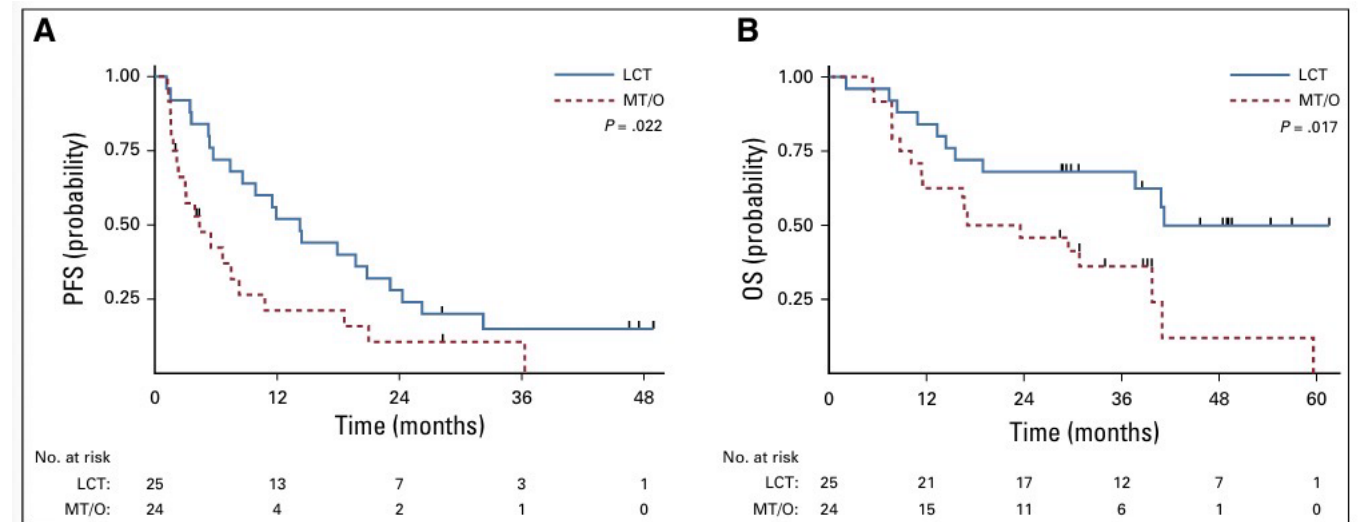 A
1.00
0.75
0.50
0.25
PFS (probability)
LCT
MT/O
P = .022
0 12 24 36 48
Time (months)
No. at risk
LCT: 25 13 7 3 1
MT/O: 24 4 2 1 0
B
1.00
0.75
0.50
0.25
OS (probability)
LCT
MT/O
P = .017
0 12 24 36 48 60
Time (months)
No. at risk
LCT: 25 21 17 12 7 1
MT/O: 24 15 11 6 1 0